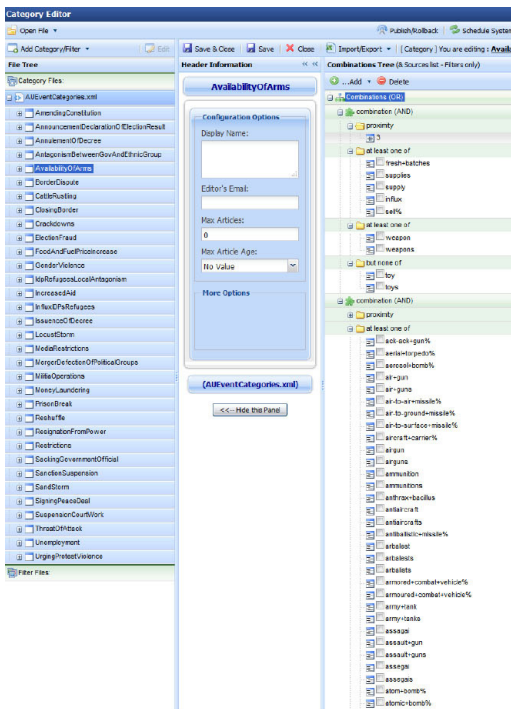 Category Editor
Open File
Publish/Rollback
Schedule System
Add Category/Filter
Edit
Save & Close
Save
Close
Import/Export
[ Category ] You are editing :
File Tree
Header Information
Combinations Tree (& Sources list - Filters only)
Category Files:
AUEventCategories.xml
AmendingConstitution
AnnouncementDeclarationOfElectionResult
AnnulementOfDecree
AntagonismBetweenGovAndEthnicGroup
AvailabilityOfArms
BorderDispute
CattleRustling
ClosingBorder
Crackdowns
ElectionFraud
FoodAndFuelPriceIncrease
GenderViolence
IdpRefugeesLocalAntagonism
IncreasedAid
InfluxIDPsRefugees
IssuenceOfDecree
LocustStorm
MediaRestrictions
MergerDefectionOfPoliticalGroups
MilitiaOperations
MoneyLaundering
PrisonBreak
Reshuffle
ResignationFromPower
Restrictions
SackingGovernmentOfficial
SanctionSuspension
SandStorm
SigningPeaceDeal
SuspensionCourtWork
ThreatOfAttack
Unemployment
UrgingProtestViolence
Filter Files:
AvailabilityOfArms
Configuration Options
Display Name:
Editor's Email:
Max Articles:
0
Max Article Age:
No Value
More Options
(AUEventCategories.xml)
<<-- Hide this Panel
...Add
Delete
Combinations (OR)
combination (AND)
proximity
3
at least one of
fresh+batches
supplies
supply
influx
sell%
at least one of
weapon
weapons
but none of
toy
toys
combination (AND)
proximity
at least one of
ack-ack+gun%
aerial+torpedo%
aerosol+bomb%
air+gun
air+guns
air-to-air+missile%
air-to-ground+missile%
air-to-surface+missile%
aircraft+carrier%
airgun
airguns
ammunition
ammunitions
anthrax+bacillus
antiaircraft
antiaircrafts
antiballistic+missile%
arbalest
arbalests
arbalets
armored+combat+vehicle%
armoured+combat+vehicle%
army+tank
army+tanks
assagai
assault+gun
assault+guns
assegai
assegais
atom+bomb%
atomic+bomb%